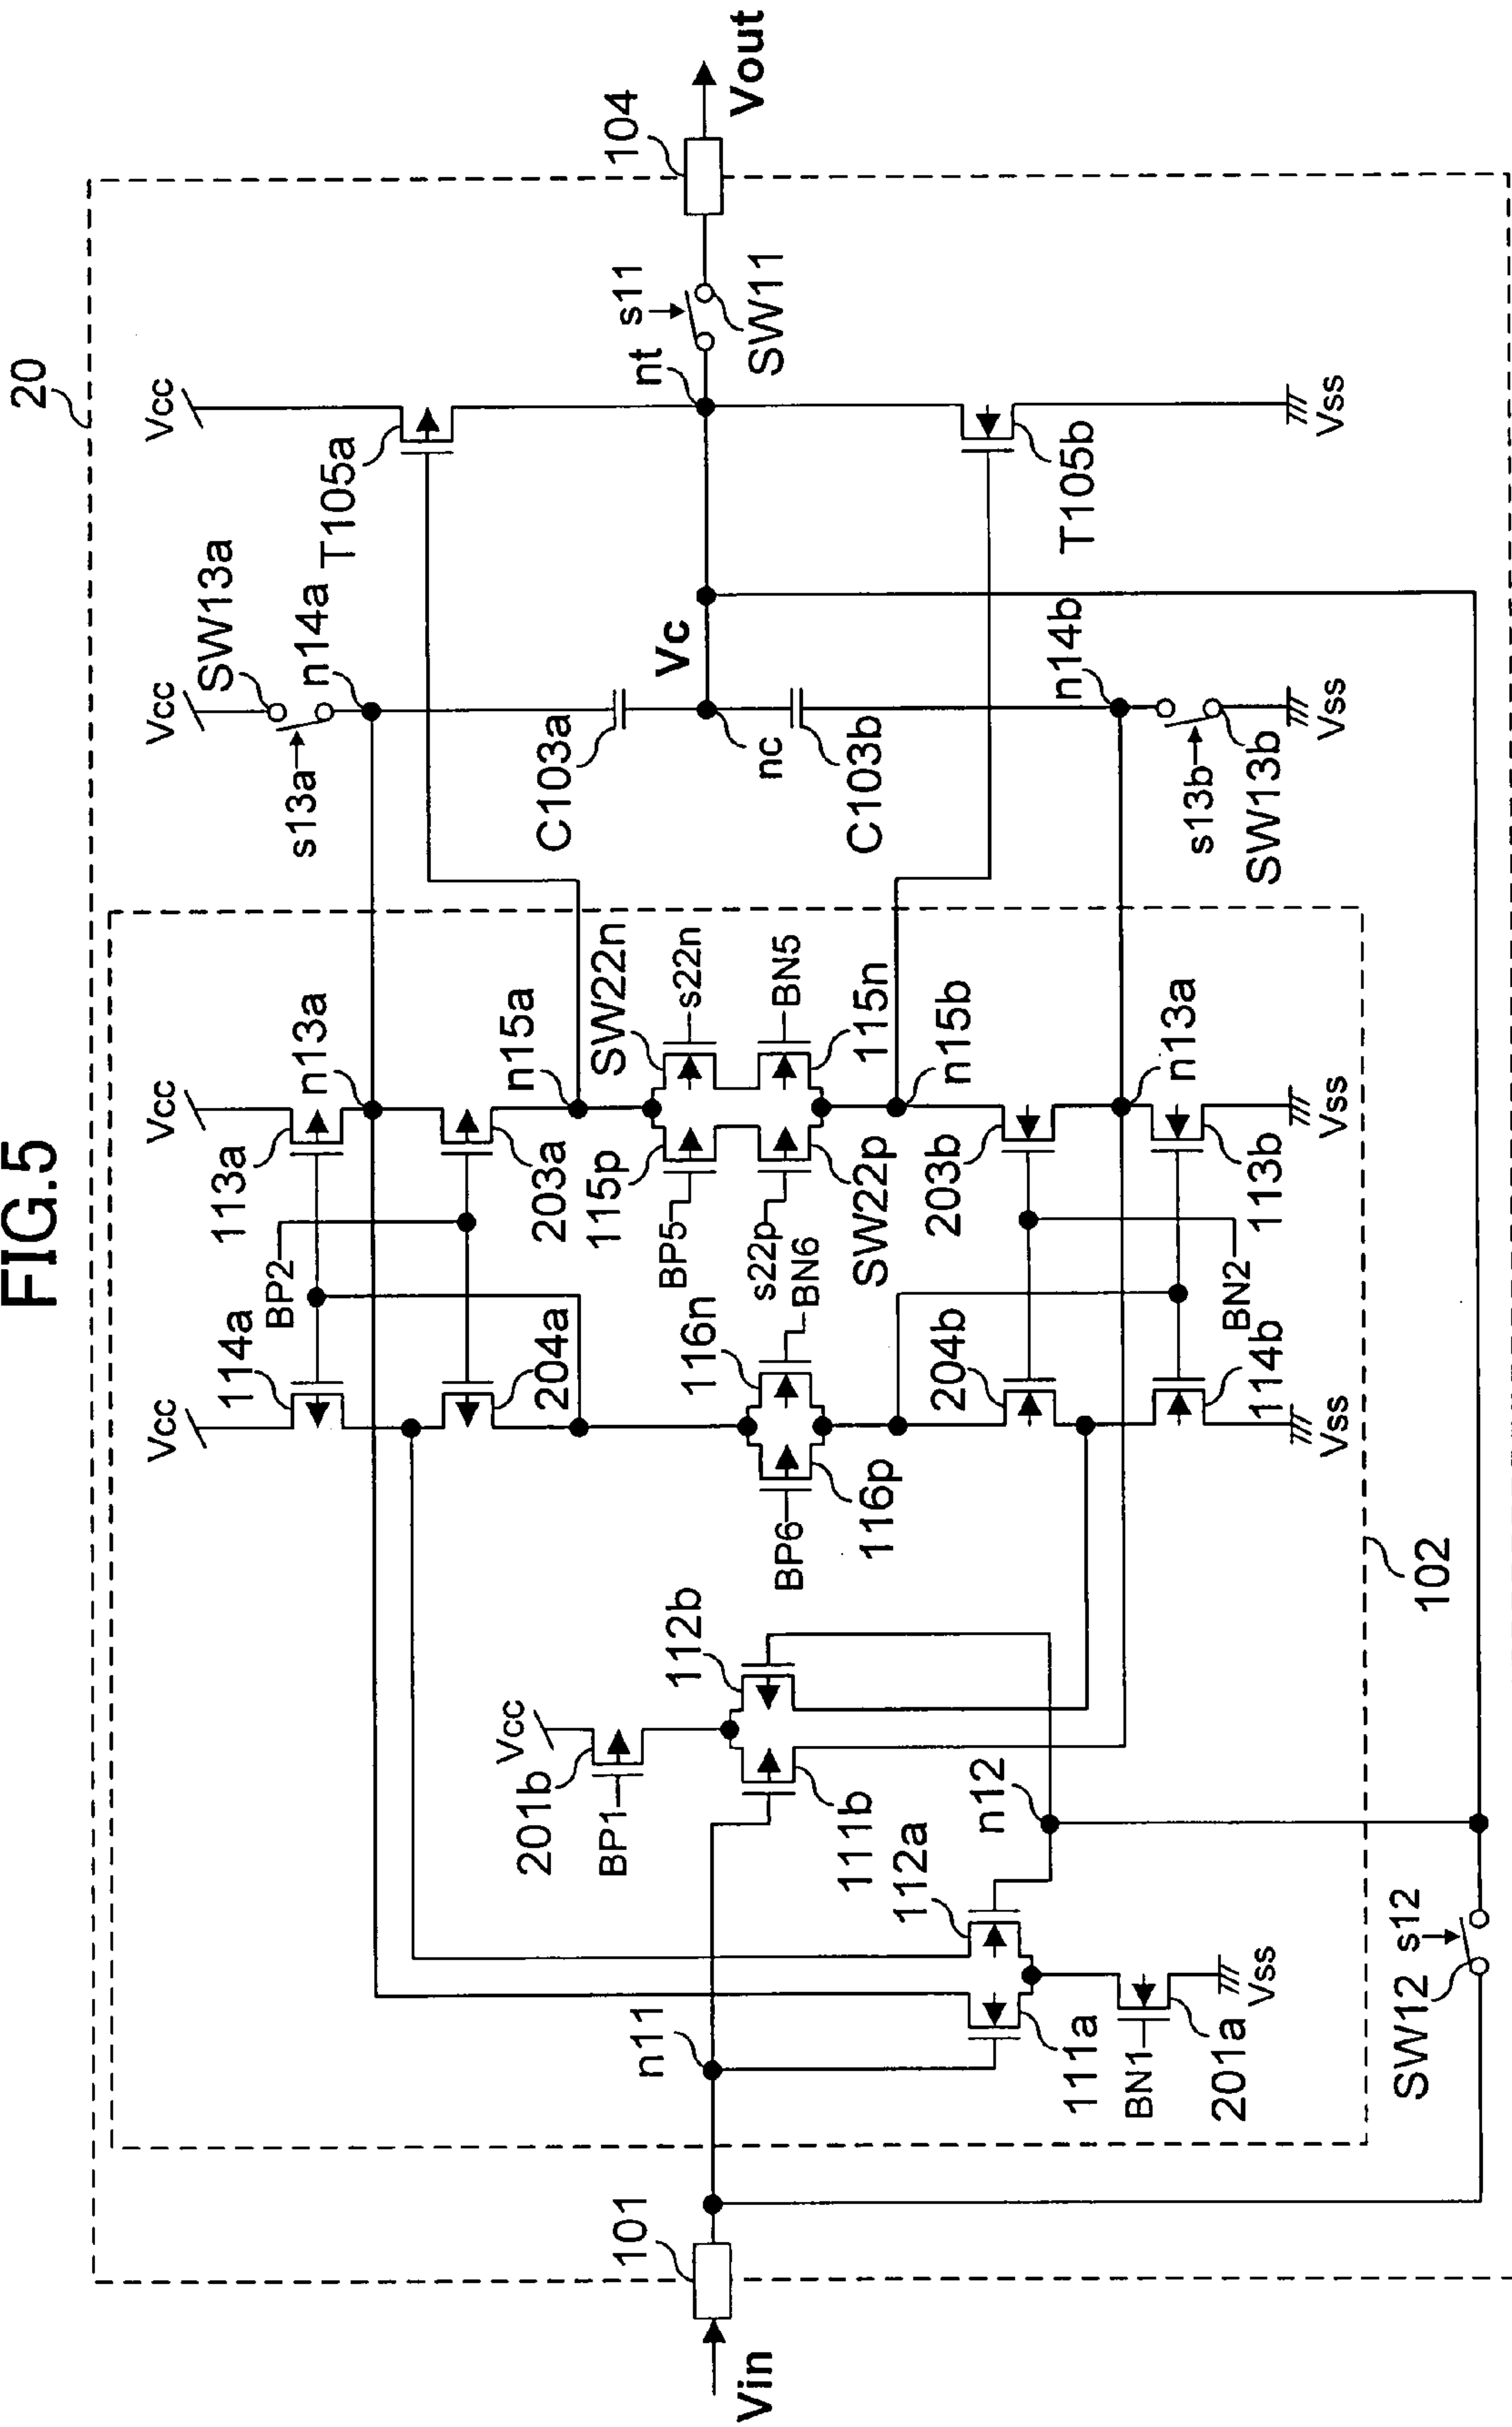 FIG.5
20
Vcc
114a
BP2
204a
Vcc
113a
n13a
203a
n15a
Vcc
SW13a
s13a
n14a
Vcc
T105a
C103a
Vc
nc
C103b
nt
s11
SW11
104
Vout
115p
SW22n
s22n
BP5
s22p
BN5
SW22p
115n
n15b
116n
BN6
BP6
116p
Vcc
201b
BP1
112b
111b
n12
112a
111a
n11
BN1
201a
Vss
101
Vin
204b
203b
BN2
114b
Vss
n13a
113b
Vss
n14b
s13b
SW13b
Vss
T105b
Vss
102
s12
SW12